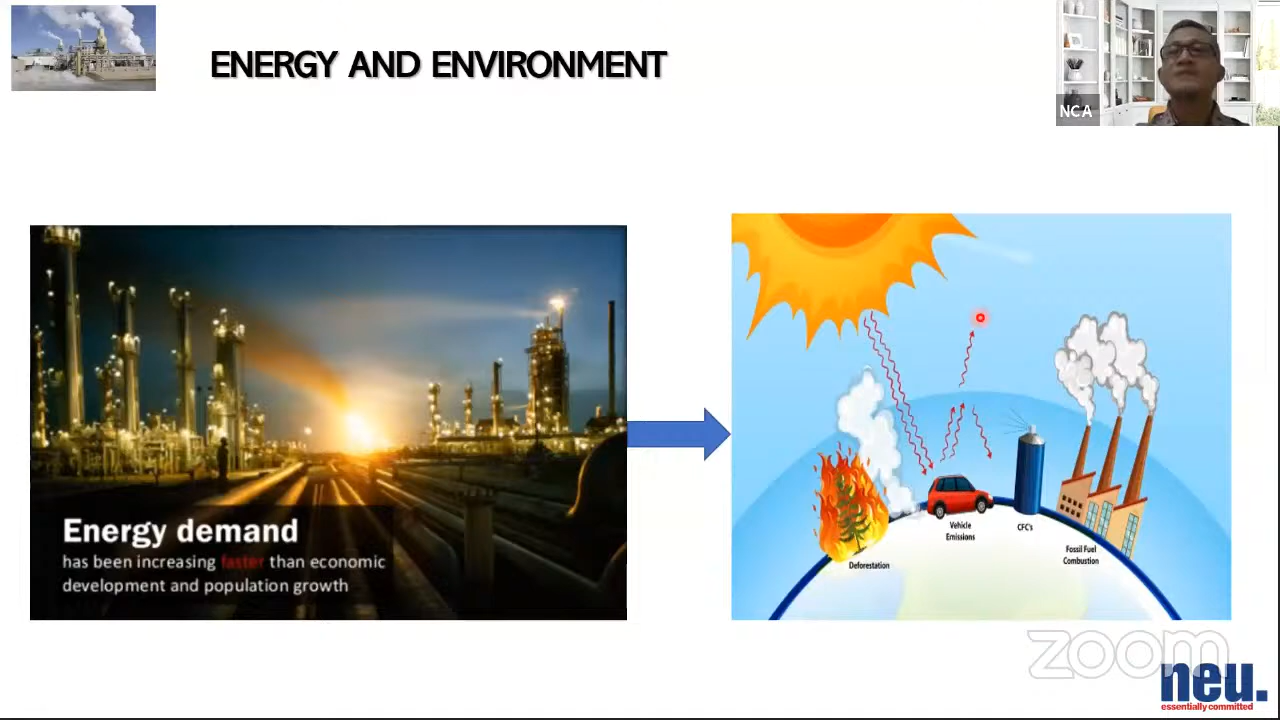 ENERGY AND ENVIRONMENT
NCA
Energy demand
has been increasing faster than economic
development and population growth
Vehicle
Emissions
CFC's
Fossil Fuel
Combustion
Deforestation
zoom
neu.
essentially committed